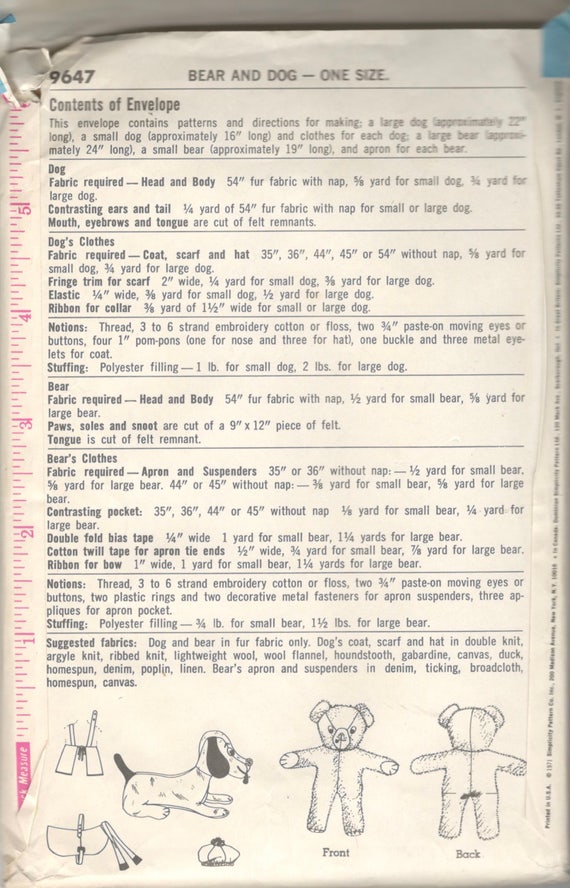 9647 BEAR AND DOG — ONE SIZE.
Contents of Envelope
This envelope contains patterns and directions for making; a large dog (approximately 22"
long), a small dog (approximately 16" long) and clothes for each dog; a large bear (approxi-
mately 24" long), a small bear (approximately 19" long), and apron for each bear.
Dog
Fabric required — Head and Body 54" fur fabric with nap, ⅝ yard for small dog, ¾ yard for
large dog.
Contrasting ears and tail ¼ yard of 54" fur fabric with nap for small or large dog.
Mouth, eyebrows and tongue are cut of felt remnants.
Dog's Clothes
Fabric required — Coat, scarf and hat 35", 36", 44", 45" or 54" without nap, ⅝ yard for
small dog, ¾ yard for large dog.
Fringe trim for scarf 2" wide, ¼ yard for small dog, ⅜ yard for large dog.
Elastic ¼" wide, ⅜ yard for small dog, ½ yard for large dog.
Ribbon for collar ⅜ yard of 1½" wide for small or large dog.
Notions: Thread, 3 to 6 strand embroidery cotton or floss, two ¾" paste-on moving eyes or
buttons, four 1" pom-pons (one for nose and three for hat), one buckle and three metal eye-
lets for coat.
Stuffing: Polyester filling — 1 lb. for small dog, 2 lbs. for large dog.
Bear
Fabric required — Head and Body 54" fur fabric with nap, ½ yard for small bear, ⅝ yard for
large bear.
Paws, soles and snoot are cut of a 9" x 12" piece of felt.
Tongue is cut of felt remnant.
Bear's Clothes
Fabric required — Apron and Suspenders 35" or 36" without nap: — ½ yard for small bear,
⅝ yard for large bear. 44" or 45" without nap: — ⅜ yard for small bear, ⅝ yard for large
bear.
Contrasting pocket: 35", 36", 44" or 45" without nap ⅛ yard for small bear, ¼ yard for
large bear.
Double fold bias tape ¼" wide 1 yard for small bear, 1¼ yards for large bear.
Cotton twill tape for apron tie ends ½" wide, ¾ yard for small bear, ⅞ yard for large bear.
Ribbon for bow 1" wide, 1 yard for small bear, 1¼ yards for large bear.
Notions: Thread, 3 to 6 strand embroidery cotton or floss, two ¾" paste-on moving eyes or
buttons, two plastic rings and two decorative metal fasteners for apron suspenders, three ap-
pliques for apron pocket.
Stuffing: Polyester filling — ¾ lb. for small bear, 1½ lbs. for large bear.
Suggested fabrics: Dog and bear in fur fabric only. Dog's coat, scarf and hat in double knit,
argyle knit, ribbed knit, lightweight wool, wool flannel, houndstooth, gabardine, canvas, duck,
homespun, denim, poplin, linen. Bear's apron and suspenders in denim, ticking, broadcloth,
homespun, canvas.
Front Back
5
4
3
2
1
Measure
Printed in U.S.A. © 1971 Simplicity Pattern Co. Inc., 200 Madison Avenue, New York, N.Y. 10016 • In Canada: Dominion Simplicity Patterns Ltd.